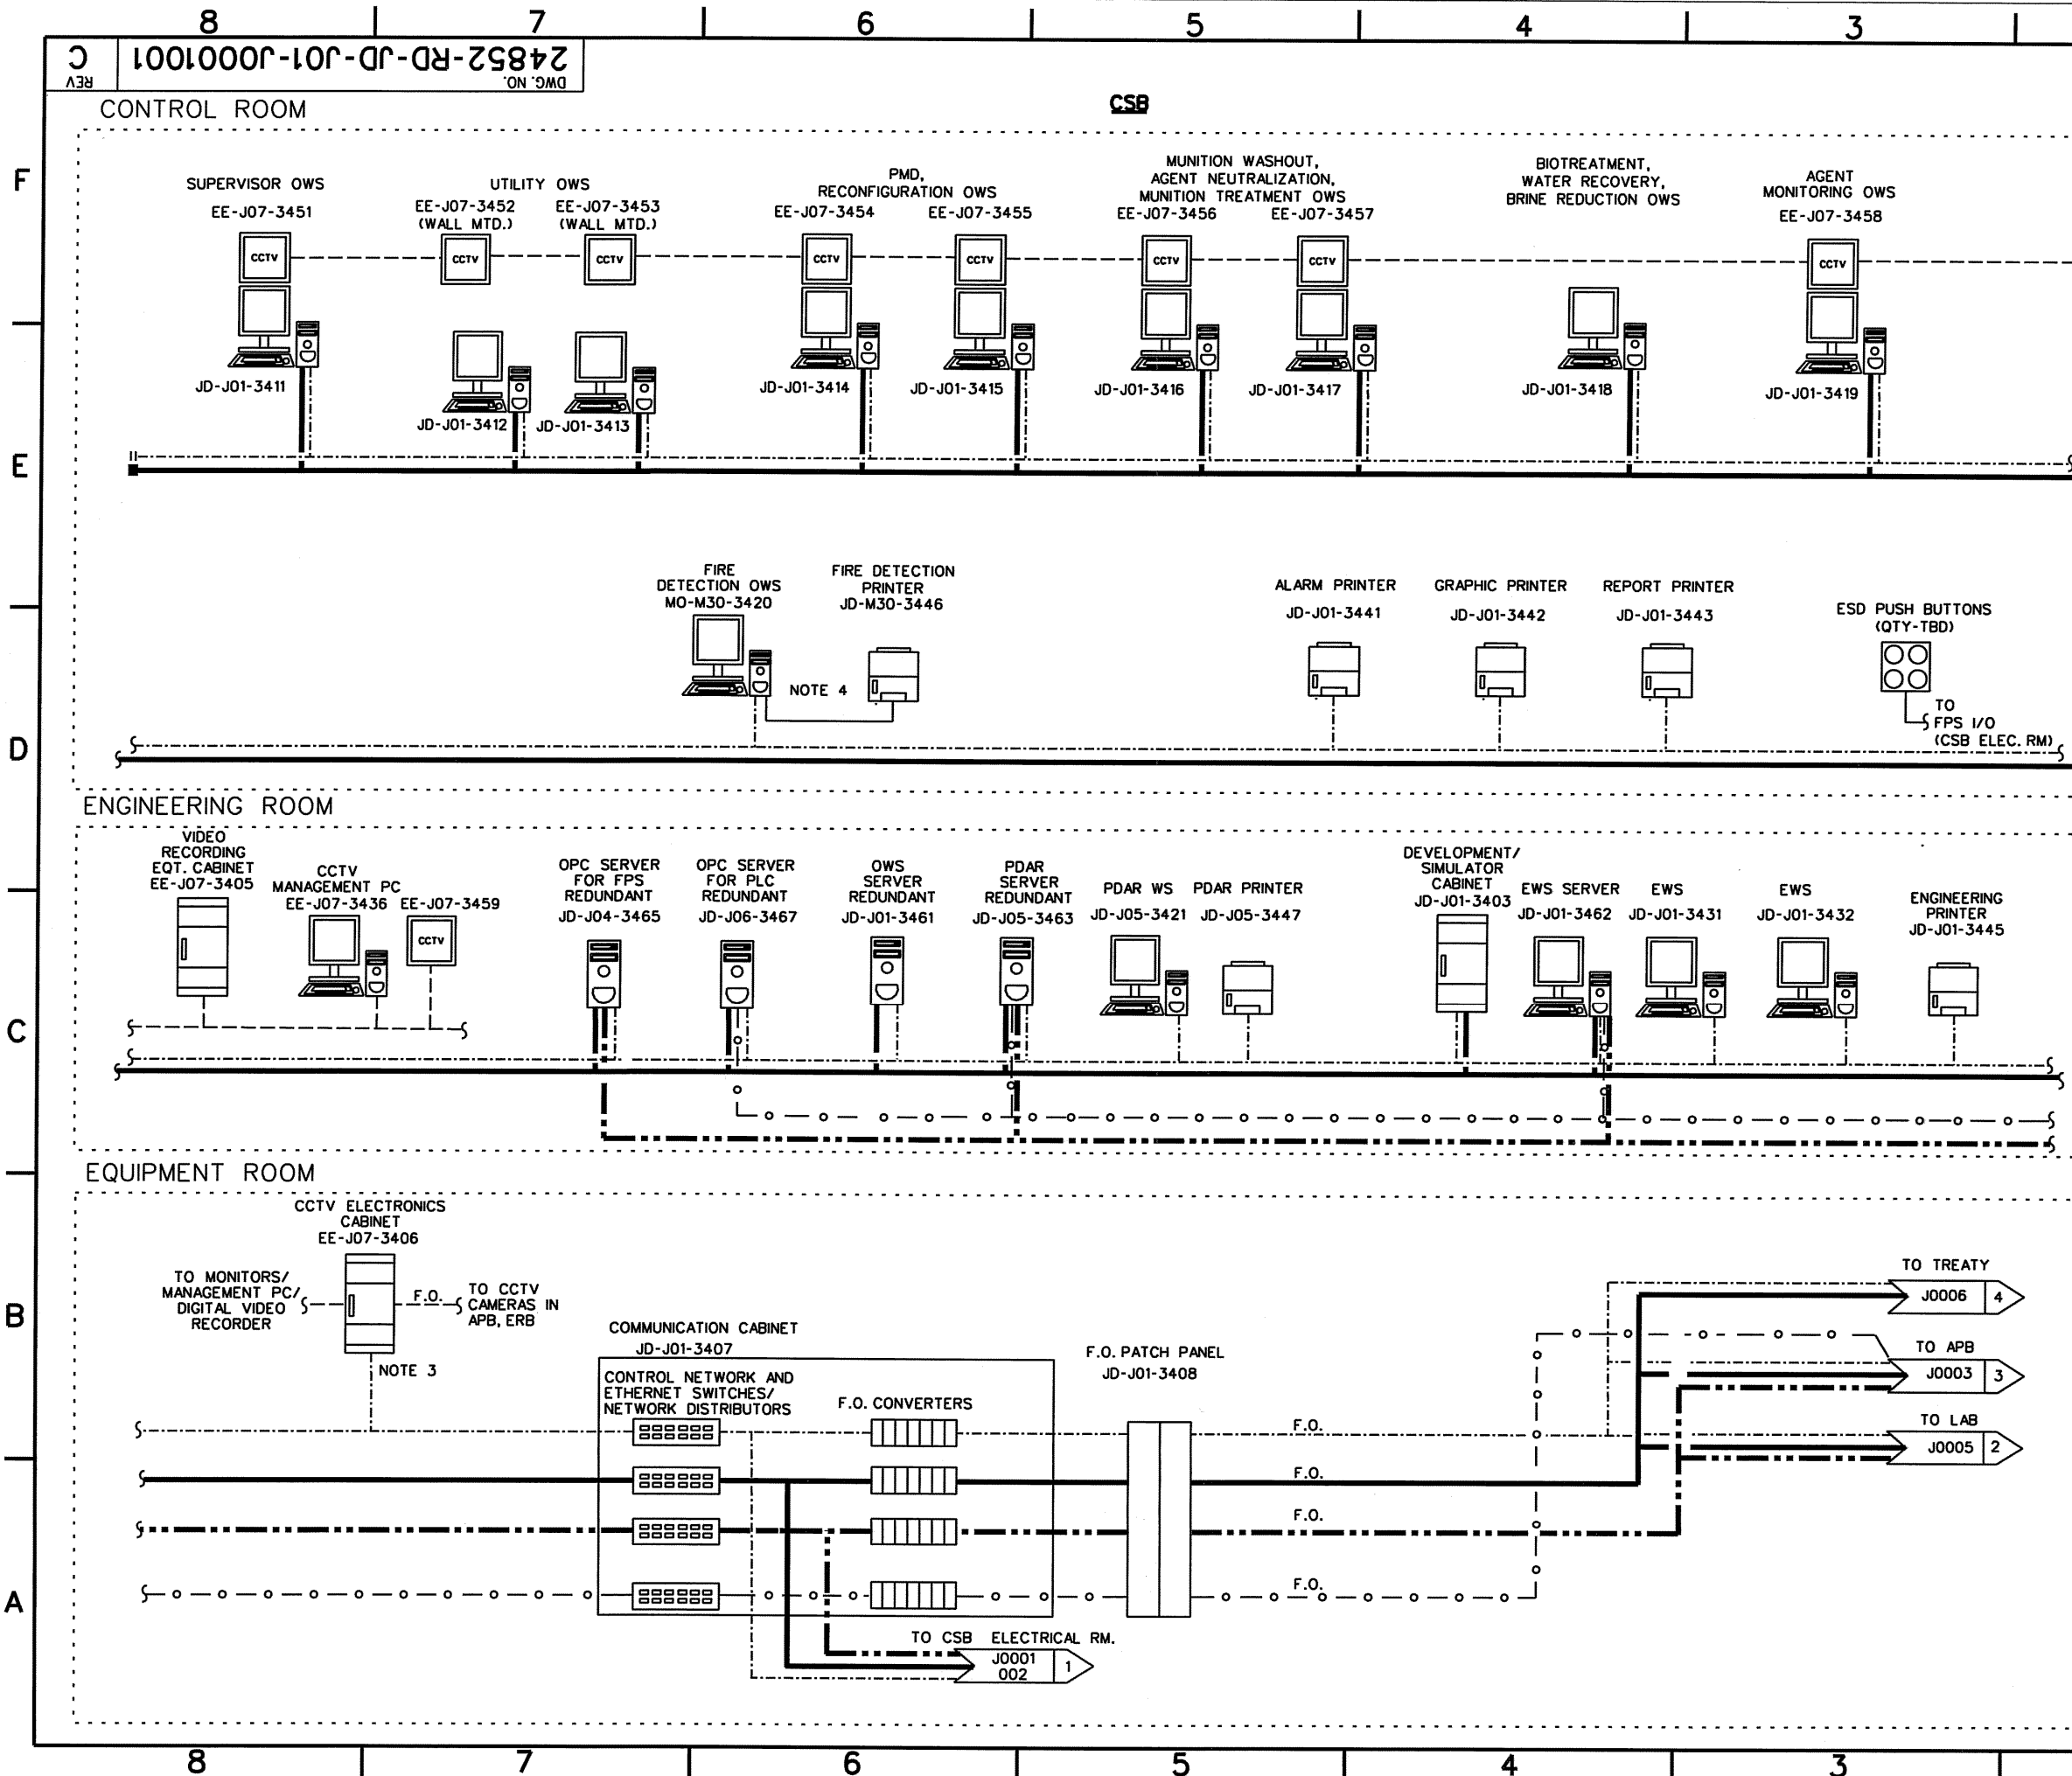 8 7 6 5 4 3
24852-RD-JD-J01-J0001001
DWG. NO.
C
REV
CONTROL ROOM
CSB
F
E
D
C
B
A
SUPERVISOR OWS
EE-J07-3451
UTILITY OWS
EE-J07-3452
(WALL MTD.)
EE-J07-3453
(WALL MTD.)
PMD,
RECONFIGURATION OWS
EE-J07-3454
EE-J07-3455
MUNITION WASHOUT,
AGENT NEUTRALIZATION,
MUNITION TREATMENT OWS
EE-J07-3456
EE-J07-3457
BIOTREATMENT,
WATER RECOVERY,
BRINE REDUCTION OWS
AGENT
MONITORING OWS
EE-J07-3458
CCTV
CCTV
CCTV
CCTV
CCTV
CCTV
CCTV
CCTV
JD-J01-3411
JD-J01-3412
JD-J01-3413
JD-J01-3414
JD-J01-3415
JD-J01-3416
JD-J01-3417
JD-J01-3418
JD-J01-3419
FIRE
DETECTION OWS
MO-M30-3420
FIRE DETECTION
PRINTER
JD-M30-3446
NOTE 4
ALARM PRINTER
JD-J01-3441
GRAPHIC PRINTER
JD-J01-3442
REPORT PRINTER
JD-J01-3443
ESD PUSH BUTTONS
(QTY-TBD)
TO
FPS I/O
(CSB ELEC. RM)
ENGINEERING ROOM
VIDEO
RECORDING
EQT. CABINET
EE-J07-3405
CCTV
MANAGEMENT PC
EE-J07-3436
EE-J07-3459
CCTV
OPC SERVER
FOR FPS
REDUNDANT
JD-J04-3465
OPC SERVER
FOR PLC
REDUNDANT
JD-J06-3467
OWS
SERVER
REDUNDANT
JD-J01-3461
PDAR
SERVER
REDUNDANT
JD-J05-3463
PDAR WS
JD-J05-3421
PDAR PRINTER
JD-J05-3447
DEVELOPMENT/
SIMULATOR
CABINET
JD-J01-3403
EWS SERVER
JD-J01-3462
EWS
JD-J01-3431
EWS
JD-J01-3432
ENGINEERING
PRINTER
JD-J01-3445
EQUIPMENT ROOM
CCTV ELECTRONICS
CABINET
EE-J07-3406
TO MONITORS/
MANAGEMENT PC/
DIGITAL VIDEO
RECORDER
F.O.
TO CCTV
CAMERAS IN
APB, ERB
NOTE 3
COMMUNICATION CABINET
JD-J01-3407
CONTROL NETWORK AND
ETHERNET SWITCHES/
NETWORK DISTRIBUTORS
F.O. CONVERTERS
F.O. PATCH PANEL
JD-J01-3408
F.O.
F.O.
F.O.
F.O.
TO TREATY
J0006 4
TO APB
J0003 3
TO LAB
J0005 2
TO CSB ELECTRICAL RM.
J0001
002
1
8 7 6 5 4 3